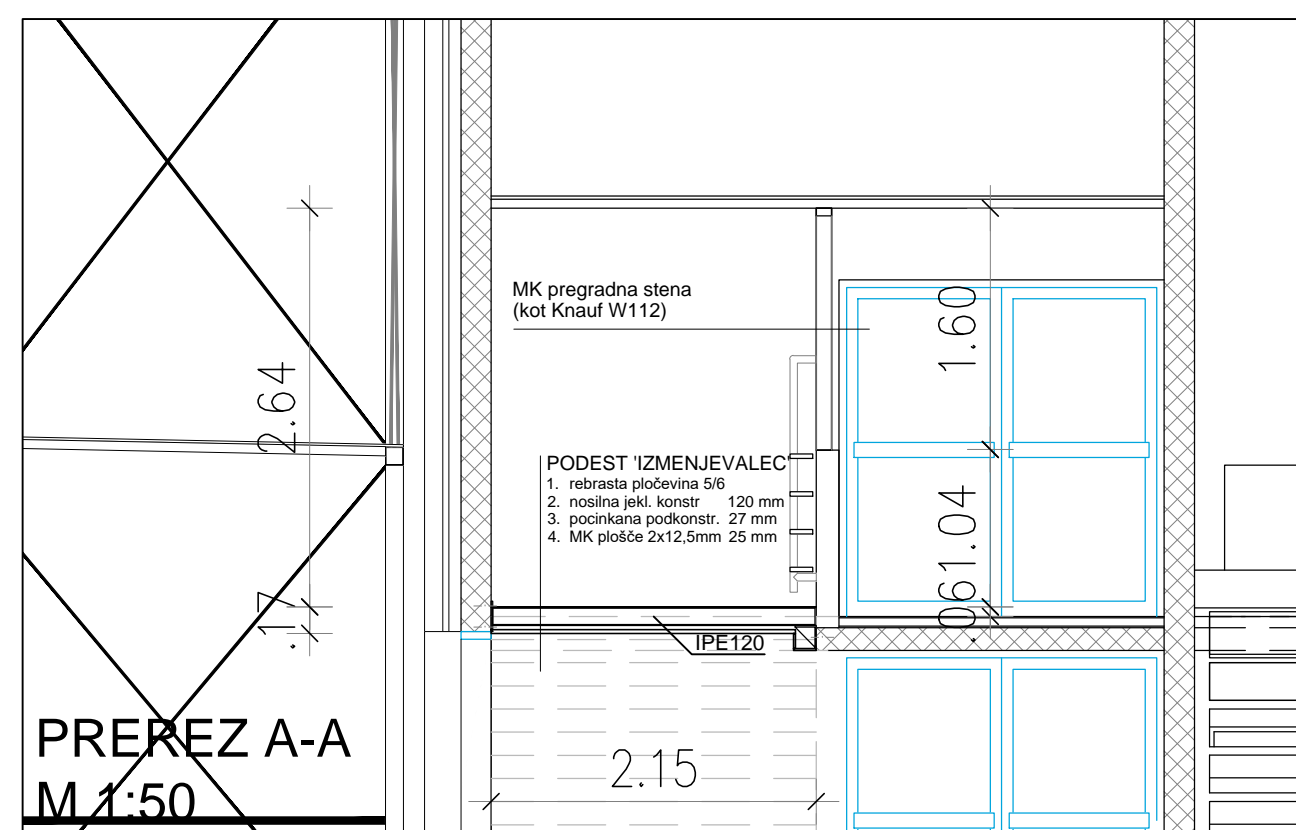 MK pregradna stena
(kot Knauf W112)
1.60
2.64
PODEST 'IZMENJEVALEC'
1. rebrasta pločevina 5/6
2. nosilna jekl. konstr 120 mm
3. pocinkana podkonstr. 27 mm
4. MK plošče 2x12,5mm 25 mm
1.04
.06
.17
IPE120
PREREZ A-A
M 1:50
2.15